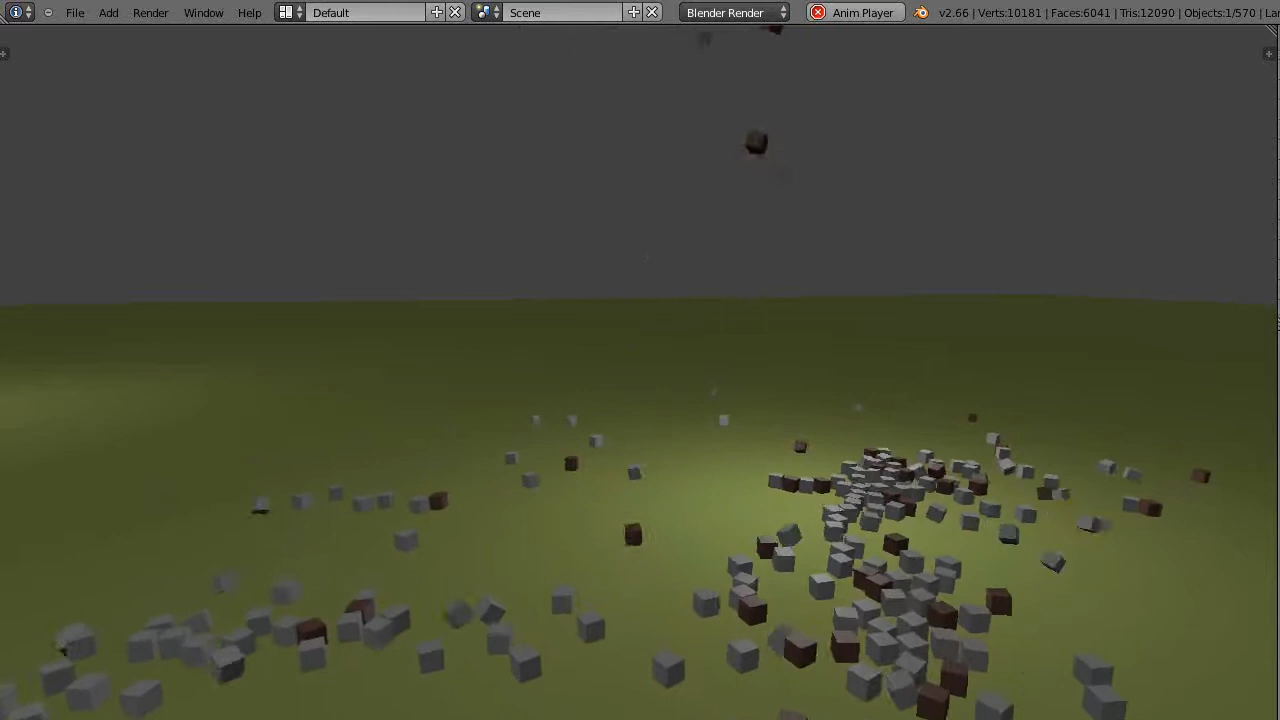 File Add Render Window Help Default Scene Blender Render Anim Player v2.66 | Verts:10181 | Faces:6041 | Tris:12090 | Objects:1/570 | La